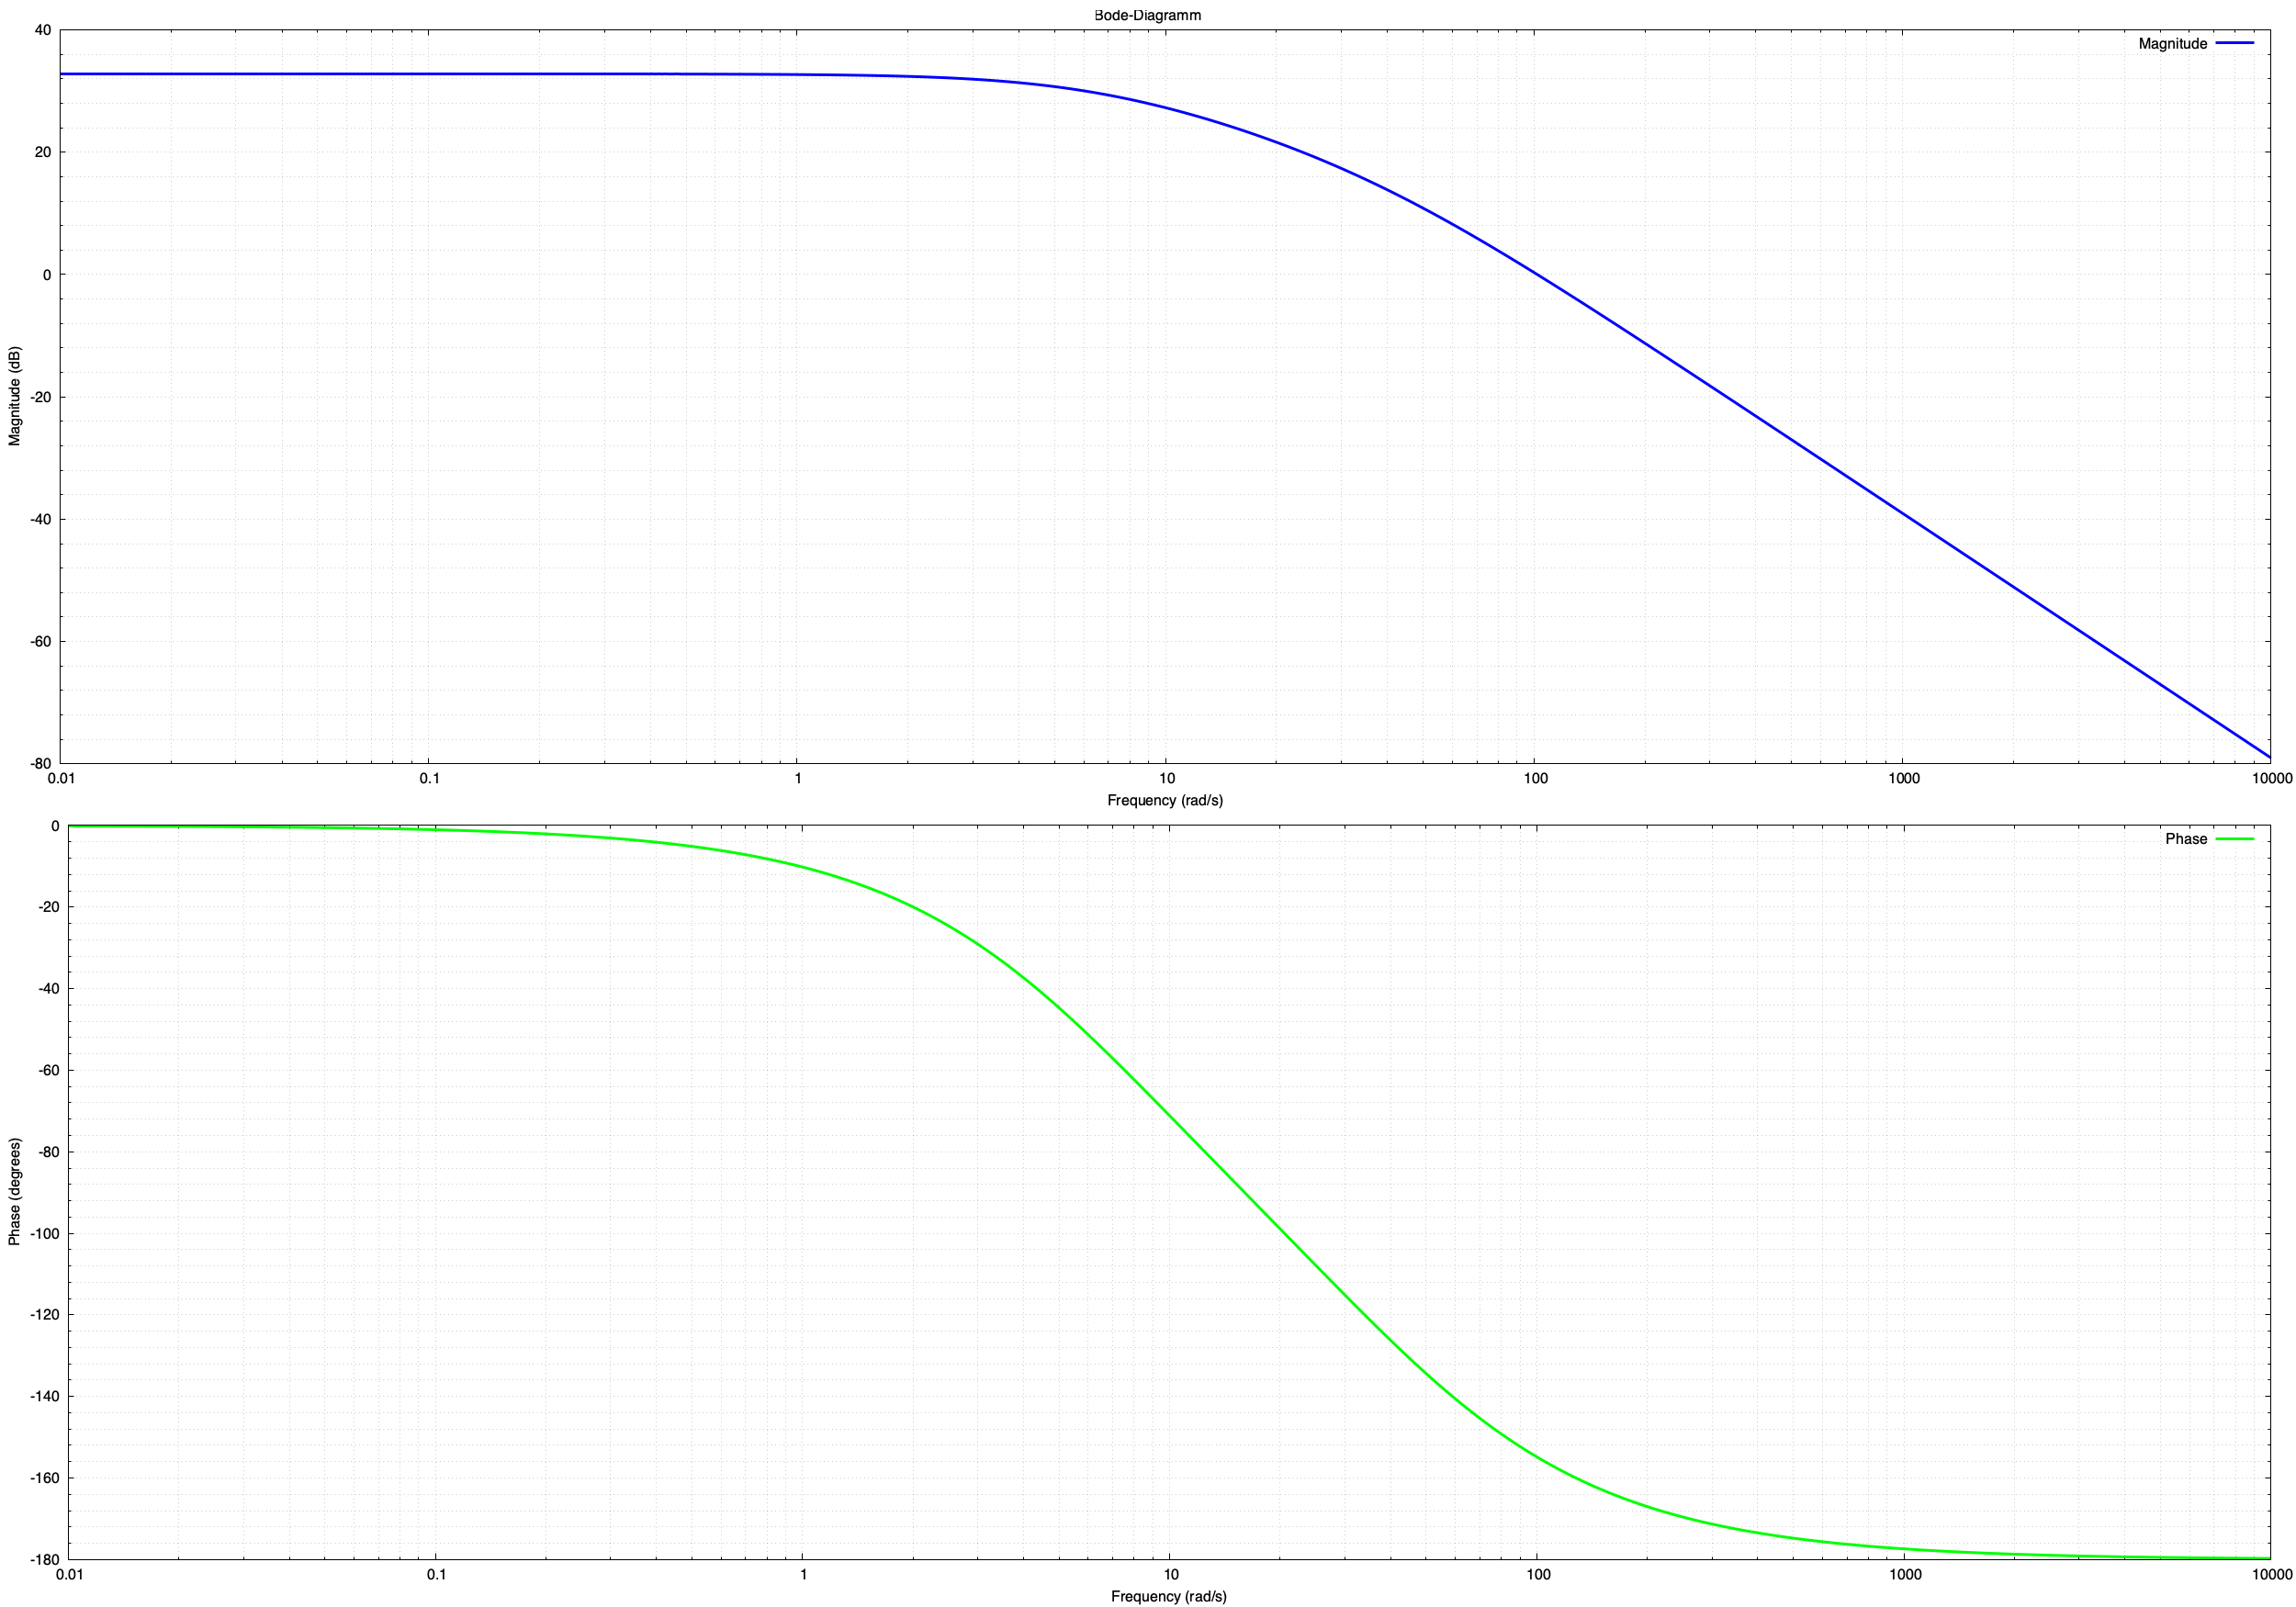 Bode-Diagramm
Magnitude
40
20
0
-20
-40
-60
-80
Magnitude (dB)
0.01 0.1 1 10 100 1000 10000
Frequency (rad/s)
Phase
0
-20
-40
-60
-80
-100
-120
-140
-160
-180
Phase (degrees)
0.01 0.1 1 10 100 1000 10000
Frequency (rad/s)